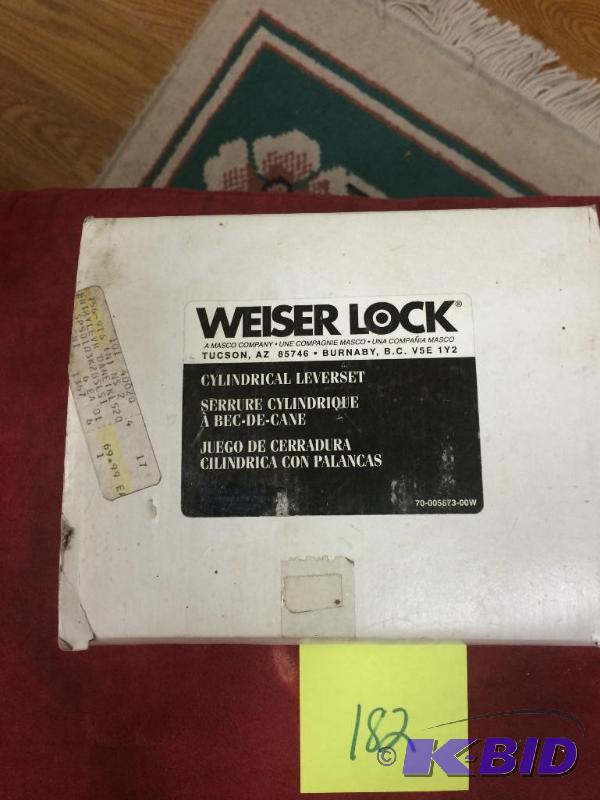 WEISER LOCK®
A MASCO COMPANY • UNE COMPAGNIE MASCO • UNA COMPAÑIA MASCO
TUCSON, AZ 85746 • BURNABY, B.C. V5E 1Y2
CYLINDRICAL LEVERSET
SERRURE CYLINDRIQUE
À BEC-DE-CANE
JUEGO DE CERRADURA
CILINDRICA CON PALANCAS
70-005673-00W
69.99 EA
182
© K-BID